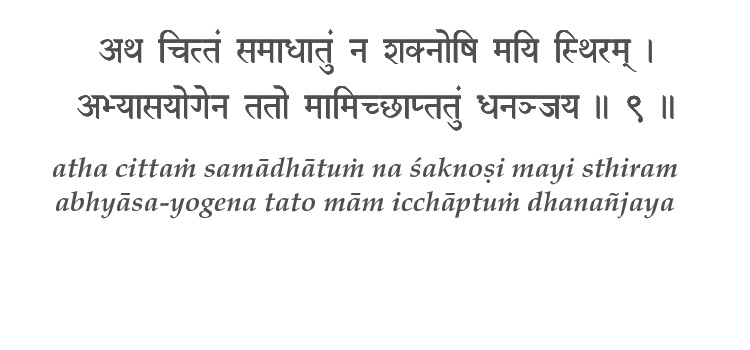 अथ चित्तं समाधातुं न शक्नोषि मयि स्थिरम् ।
अभ्यासयोगेन ततो मामिच्छाप्ततुं धनञ्जय ॥ ९ ॥
atha cittaṁ samādhātuṁ na śaknoṣi mayi sthiram
abhyāsa-yogena tato mām icchāptuṁ dhanañjaya